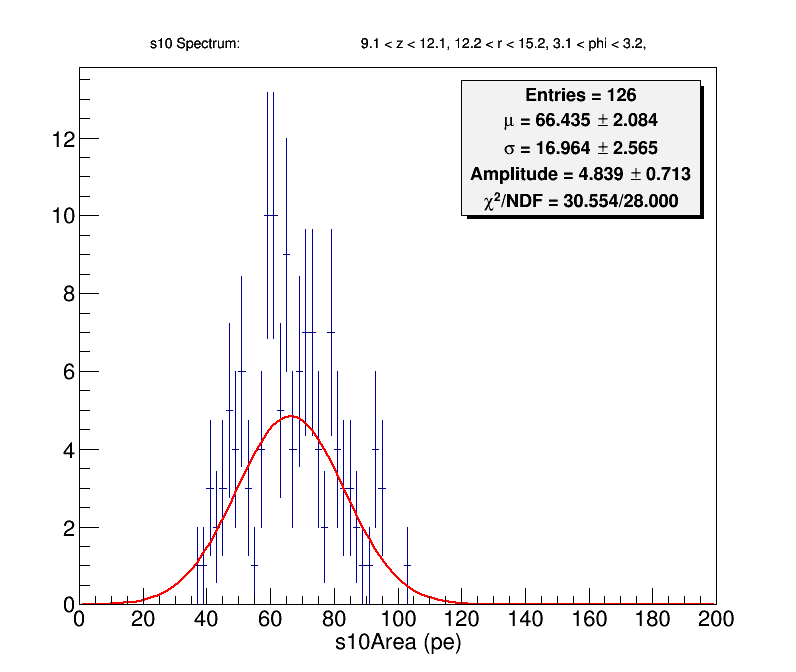 s10 Spectrum: 9.1 < z < 12.1, 12.2 < r < 15.2, 3.1 < phi < 3.2,
Entries = 126
μ = 66.435 ± 2.084
σ = 16.964 ± 2.565
Amplitude = 4.839 ± 0.713
χ²/NDF = 30.554/28.000
12
10
8
6
4
2
0
0 20 40 60 80 100 120 140 160 180 200
s10Area (pe)